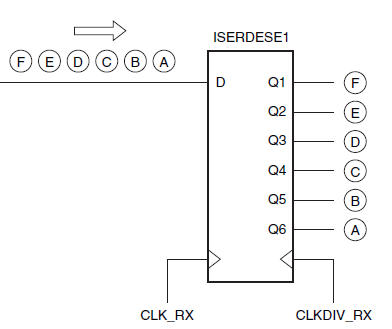 ISERDESE1
F E D C B A
D Q1 F
Q2 E
Q3 D
Q4 C
Q5 B
Q6 A
CLK_RX CLKDIV_RX